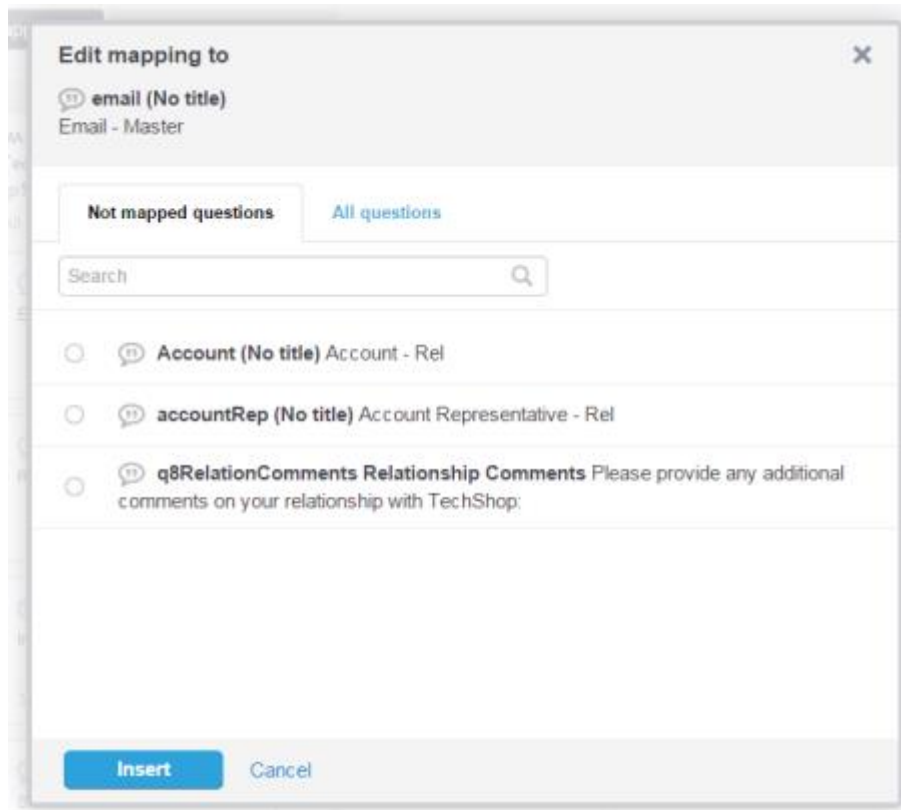 Edit mapping to
email (No title)
Email - Master
Not mapped questions
All questions
Search
Account (No title) Account - Rel
accountRep (No title) Account Representative - Rel
q8RelationComments Relationship Comments Please provide any additional
comments on your relationship with TechShop:
Insert
Cancel